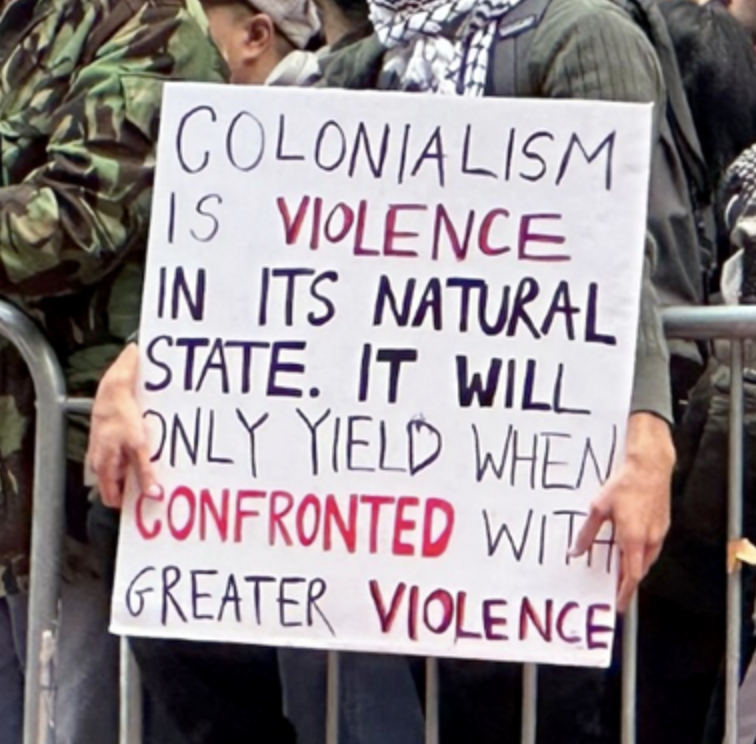 COLONIALISM
IS VIOLENCE
IN ITS NATURAL
STATE. IT WILL
ONLY YIELD WHEN
CONFRONTED WITH
GREATER VIOLENCE